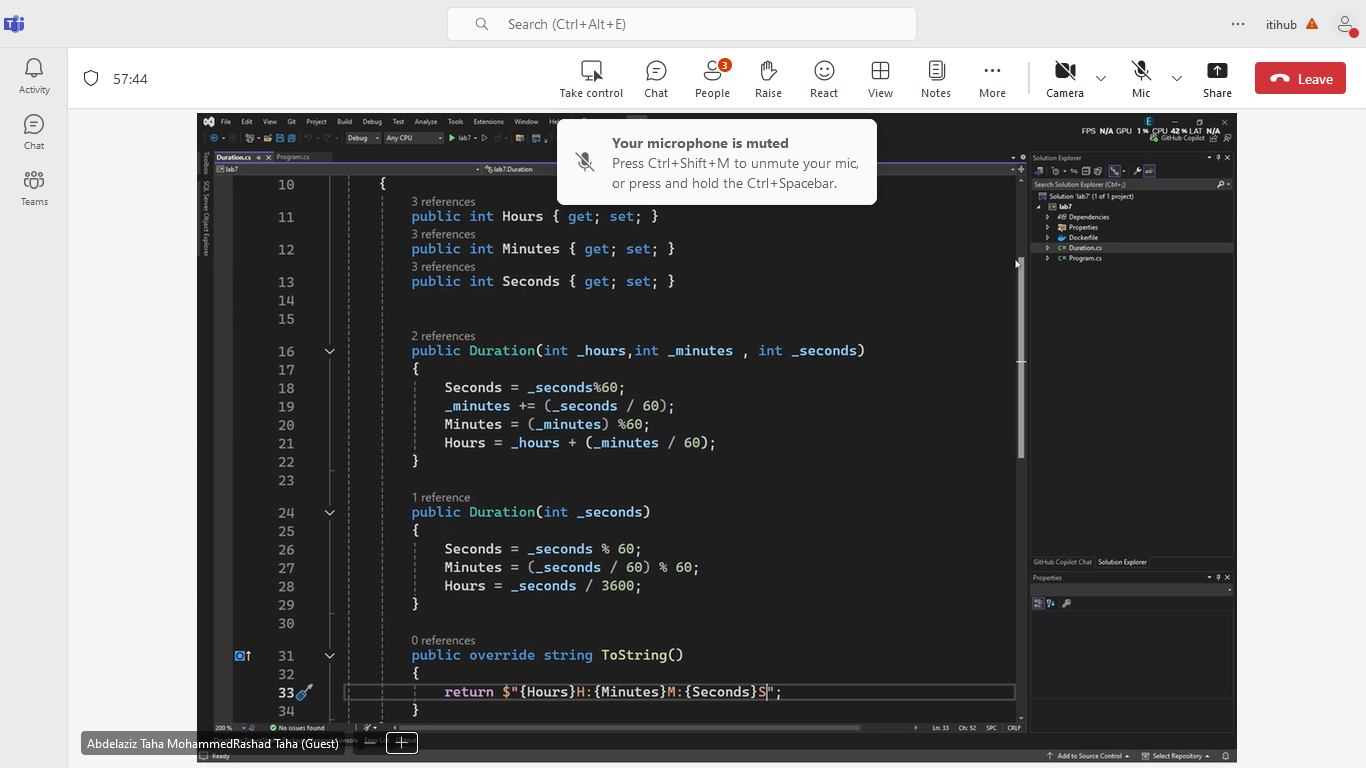 Search (Ctrl+Alt+E)
itihub
Activity
Chat
Teams
57:44
Take control
Chat
3
People
Raise
React
View
Notes
More
Camera
Mic
Share
Leave
Your microphone is muted
Press Ctrl+Shift+M to unmute your mic,
or press and hold the Ctrl+Spacebar.
File Edit View Git Project Build Debug Test Analyze Tools Extensions Window
E
FPS N/A GPU 1 % CPU 42 % LAT N/A
GitHub Copilot
Debug Any CPU lab7
Duration.cs Program.cs
lab7 lab7.Duration
Toolbox
SQL Server Object Explorer
10 {
3 references
11 public int Hours { get; set; }
3 references
12 public int Minutes { get; set; }
3 references
13 public int Seconds { get; set; }
14
15
2 references
16 public Duration(int _hours,int _minutes , int _seconds)
17 {
18 Seconds = _seconds%60;
19 _minutes += (_seconds / 60);
20 Minutes = (_minutes) %60;
21 Hours = _hours + (_minutes / 60);
22 }
23
1 reference
24 public Duration(int _seconds)
25 {
26 Seconds = _seconds % 60;
27 Minutes = (_seconds / 60) % 60;
28 Hours = _seconds / 3600;
29 }
30
0 references
31 public override string ToString()
32 {
33 return $"{Hours}H:{Minutes}M:{Seconds}S";
34 }
200 % No issues found Ln: 33 Ch: 52 SPC CRLF
Solution Explorer
Search Solution Explorer (Ctrl+;)
Solution 'lab7' (1 of 1 project)
lab7
Dependencies
Properties
Dockerfile
C# Duration.cs
C# Program.cs
GitHub Copilot Chat Solution Explorer
Properties
Abdelaziz Taha MohammedRashad Taha (Guest)
Ready
Add to Source Control Select Repository